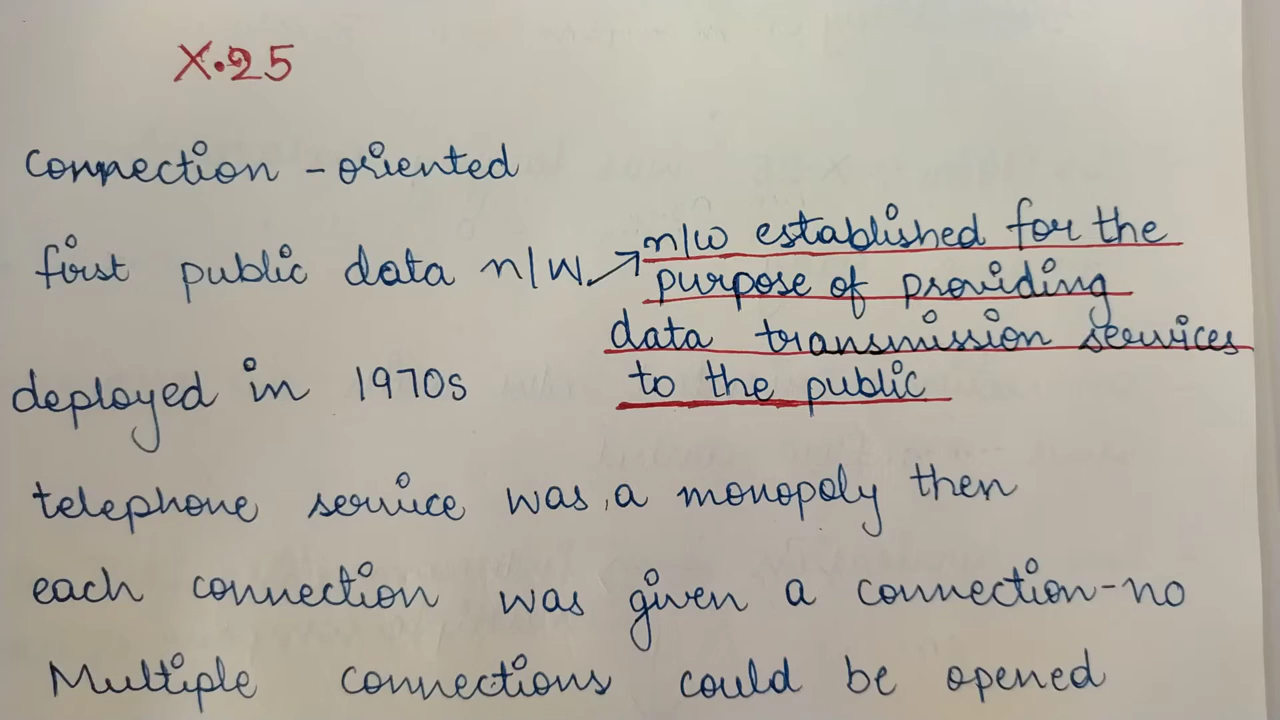 X.25
connection-oriented
first public data n/w → n/w established for the
purpose of providing
data transmission services
to the public
deployed in 1970s
telephone service was a monopoly then
each connection was given a connection-no
Multiple connections could be opened